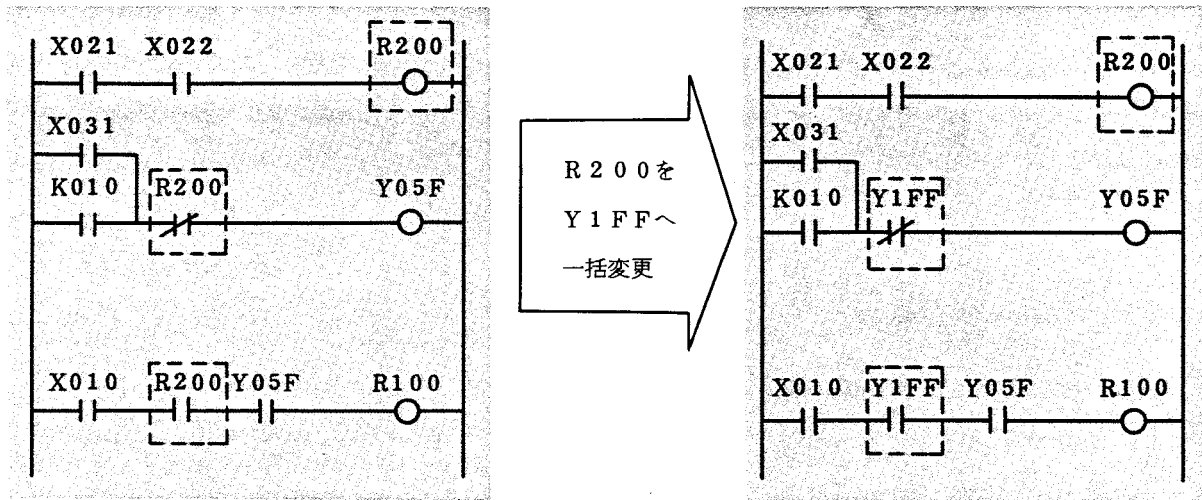 X021 X022 R200
X031
K010 R200 Y05F
X010 R200 Y05F R100
R200を
Y1FFへ
一括変更
X021 X022 R200
X031
K010 Y1FF Y05F
X010 Y1FF Y05F R100